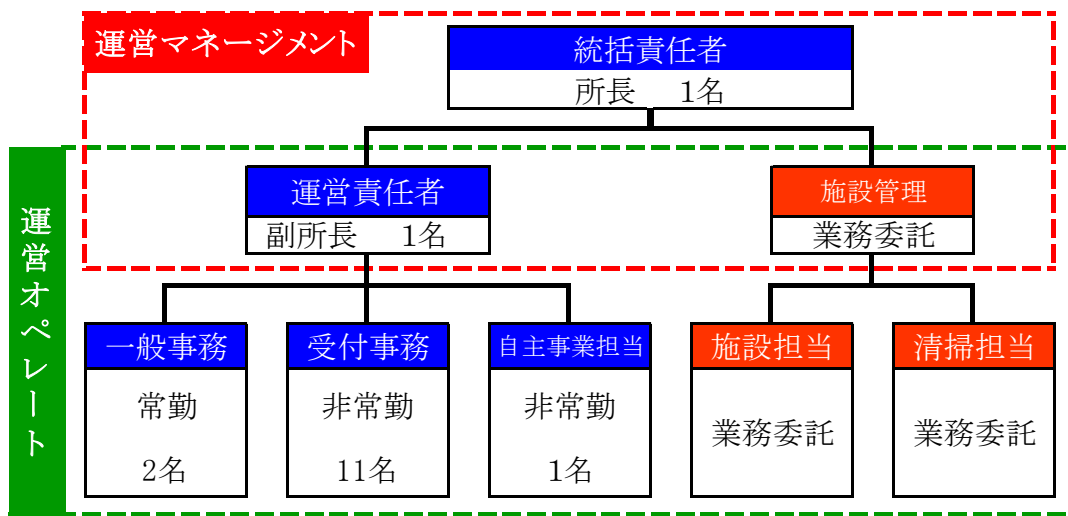 運営マネージメント
統括責任者
所長 1名
運営オペレート
運営責任者
副所長 1名
施設管理
業務委託
一般事務
常勤
2名
受付事務
非常勤
11名
自主事業担当
非常勤
1名
施設担当
業務委託
清掃担当
業務委託